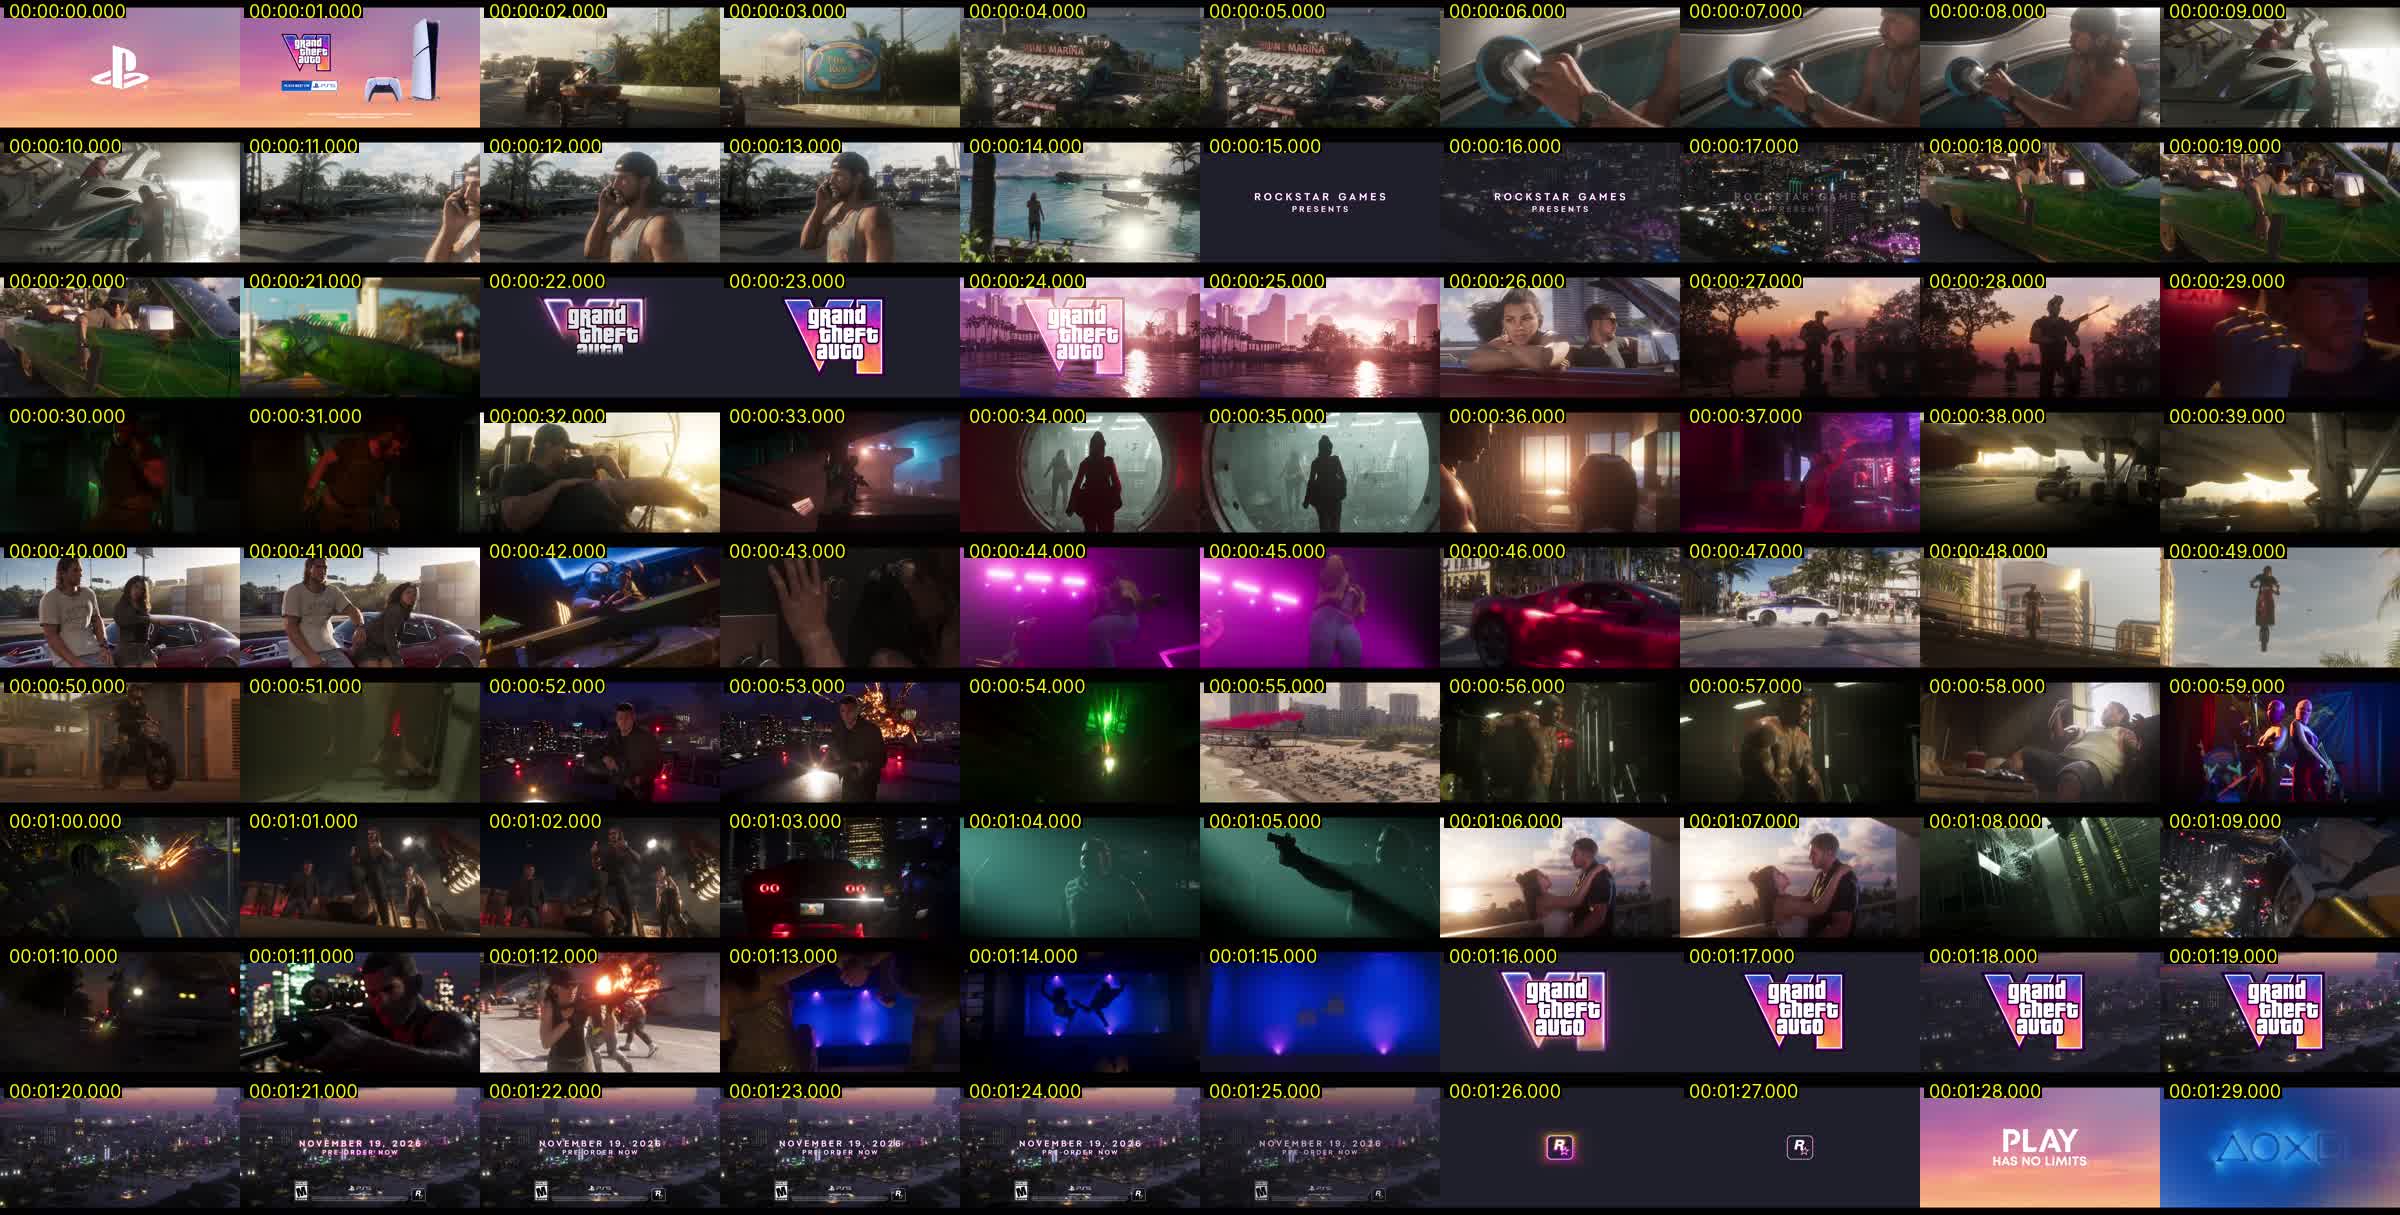 00:00:00.000
00:00:01.000
grand
theft
auto
VI
PS5
00:00:02.000
00:00:03.000
The
Keys
00:00:04.000
MARINA
00:00:05.000
MARINA
00:00:06.000
00:00:07.000
00:00:08.000
00:00:09.000
00:00:10.000
00:00:11.000
00:00:12.000
00:00:13.000
00:00:14.000
00:00:15.000
ROCKSTAR GAMES
PRESENTS
00:00:16.000
ROCKSTAR GAMES
PRESENTS
00:00:17.000
ROCKSTAR GAMES
PRESENTS
00:00:18.000
00:00:19.000
00:00:20.000
00:00:21.000
00:00:22.000
VI
grand
theft
auto
00:00:23.000
VI
grand
theft
auto
00:00:24.000
VI
grand
theft
auto
00:00:25.000
00:00:26.000
00:00:27.000
00:00:28.000
00:00:29.000
00:00:30.000
00:00:31.000
00:00:32.000
00:00:33.000
00:00:34.000
00:00:35.000
00:00:36.000
00:00:37.000
00:00:38.000
00:00:39.000
00:00:40.000
00:00:41.000
00:00:42.000
00:00:43.000
00:00:44.000
00:00:45.000
00:00:46.000
00:00:47.000
00:00:48.000
00:00:49.000
00:00:50.000
00:00:51.000
00:00:52.000
00:00:53.000
00:00:54.000
00:00:55.000
00:00:56.000
00:00:57.000
00:00:58.000
00:00:59.000
00:01:00.000
00:01:01.000
00:01:02.000
00:01:03.000
00:01:04.000
00:01:05.000
00:01:06.000
00:01:07.000
00:01:08.000
00:01:09.000
00:01:10.000
00:01:11.000
00:01:12.000
00:01:13.000
00:01:14.000
00:01:15.000
00:01:16.000
VI
grand
theft
auto
00:01:17.000
VI
grand
theft
auto
00:01:18.000
VI
grand
theft
auto
00:01:19.000
VI
grand
theft
auto
00:01:20.000
00:01:21.000
NOVEMBER 19, 2026
PRE-ORDER NOW
M PS5 R
00:01:22.000
NOVEMBER 19, 2026
PRE-ORDER NOW
M PS5 R
00:01:23.000
NOVEMBER 19, 2026
PRE-ORDER NOW
M PS5 R
00:01:24.000
NOVEMBER 19, 2026
PRE-ORDER NOW
M PS5 R
00:01:25.000
NOVEMBER 19, 2026
PRE-ORDER NOW
M PS5 R
00:01:26.000
R
00:01:27.000
R
00:01:28.000
PLAY
HAS NO LIMITS
00:01:29.000